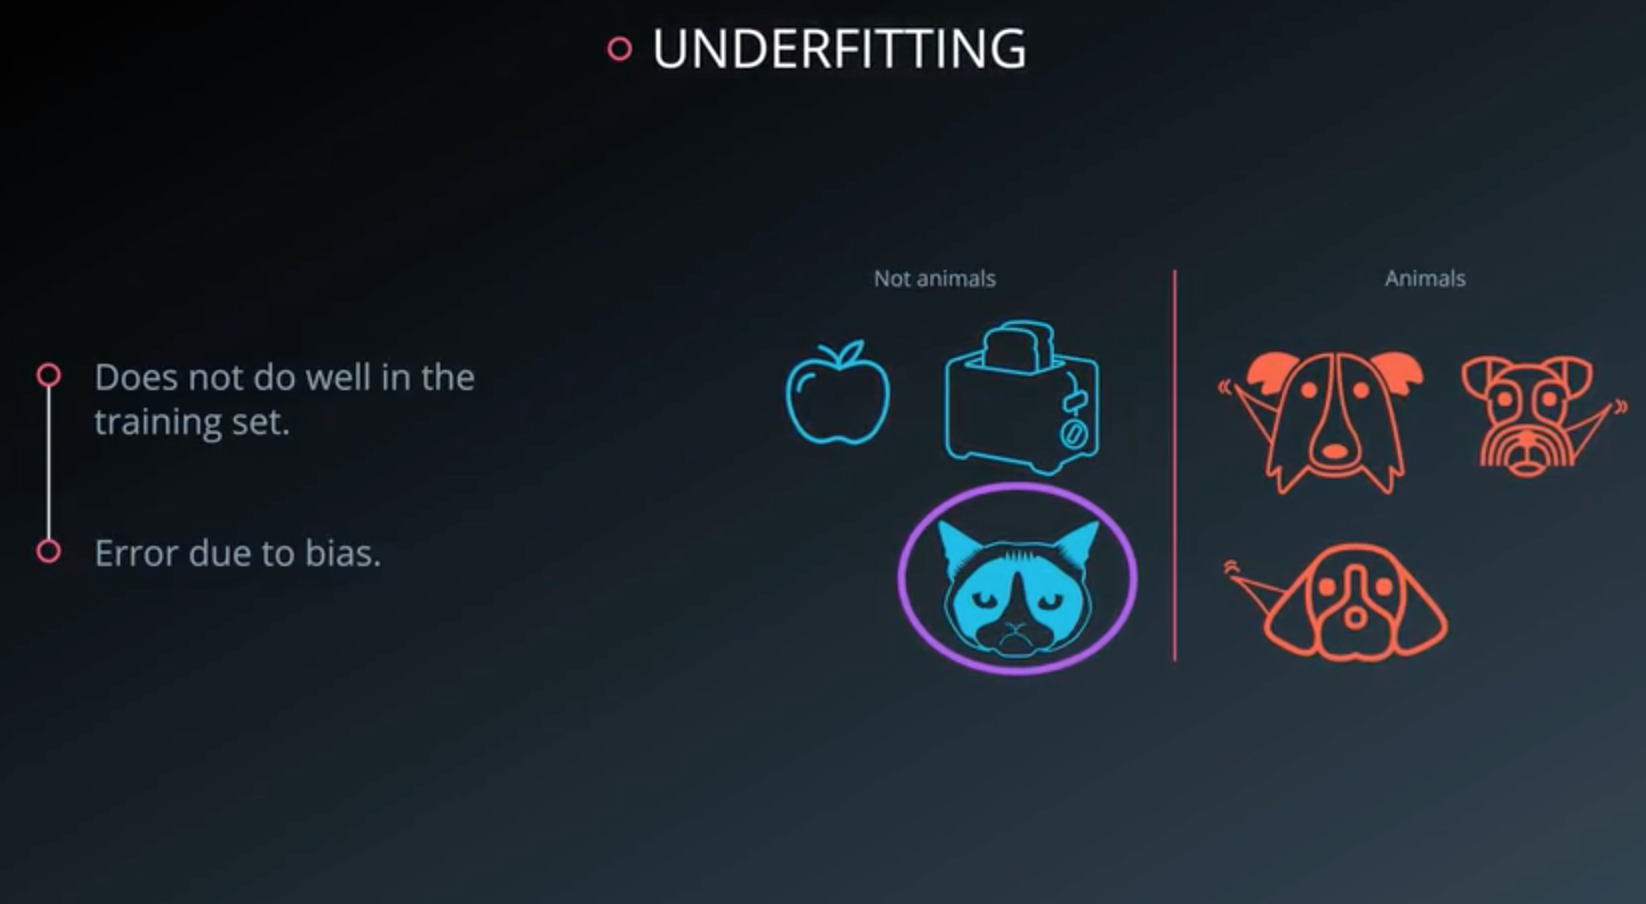 UNDERFITTING
Not animals
Animals
Does not do well in the
training set.
Error due to bias.